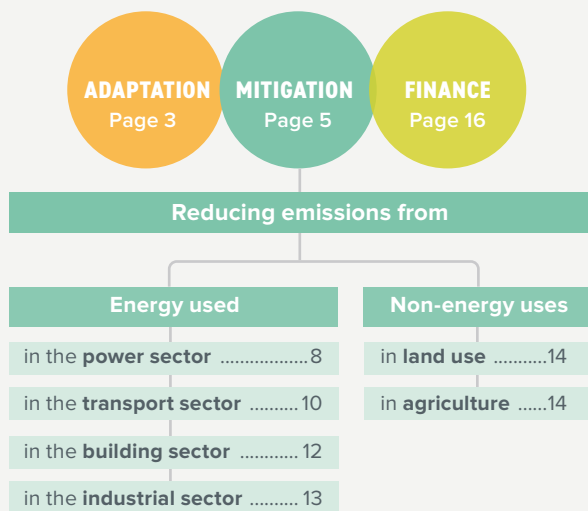 ADAPTATION
Page 3
MITIGATION
Page 5
FINANCE
Page 16
Reducing emissions from
Energy used
in the power sector ..................8
in the transport sector ..........10
in the building sector ............12
in the industrial sector ..........13
Non-energy uses
in land use ...........14
in agriculture .....14